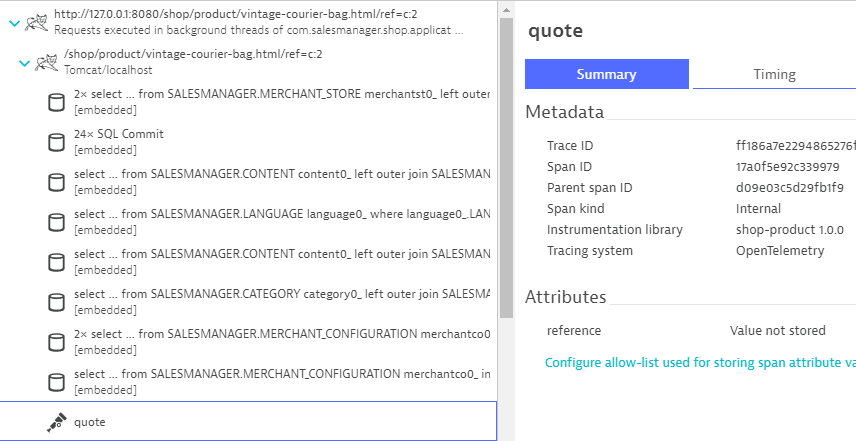 http://127.0.0.1:8080/shop/product/vintage-courier-bag.html/ref=c:2
Requests executed in background threads of com.salesmanager.shop.applicat ...
/shop/product/vintage-courier-bag.html/ref=c:2
Tomcat/localhost
2× select ... from SALESMANAGER.MERCHANT_STORE merchantst0_ left outer
[embedded]
24× SQL Commit
[embedded]
select ... from SALESMANAGER.CONTENT content0_ left outer join SALESMAN
[embedded]
select ... from SALESMANAGER.LANGUAGE language0_ where language0_.LAN
[embedded]
select ... from SALESMANAGER.CONTENT content0_ left outer join SALESMAN
[embedded]
select ... from SALESMANAGER.CATEGORY category0_ left outer join SALESMA
[embedded]
2× select ... from SALESMANAGER.MERCHANT_CONFIGURATION merchantco0
[embedded]
select ... from SALESMANAGER.MERCHANT_CONFIGURATION merchantco0_ in
[embedded]
quote
quote
Summary Timing
Metadata
Trace ID ff186a7e2294865276f
Span ID 17a0f5e92c339979
Parent span ID d09e03c5d29fb1f9
Span kind Internal
Instrumentation library shop-product 1.0.0
Tracing system OpenTelemetry
Attributes
reference Value not stored
Configure allow-list used for storing span attribute va